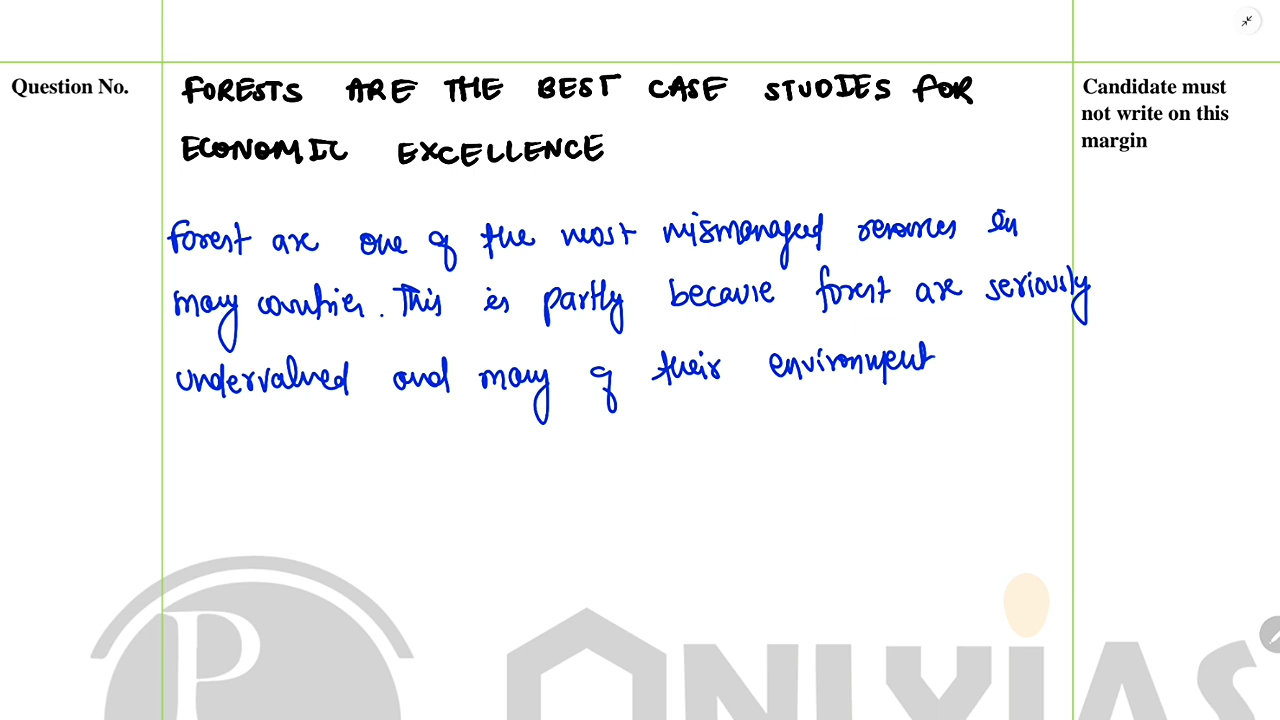 Question No.
FORESTS ARE THE BEST CASE STUDIES FOR
ECONOMIC EXCELLENCE
Candidate must
not write on this
margin
Forest are one of the most mismanaged resources in
many countries. This is partly because forest are seriously
undervalued and many of their environment
ONLYIAS